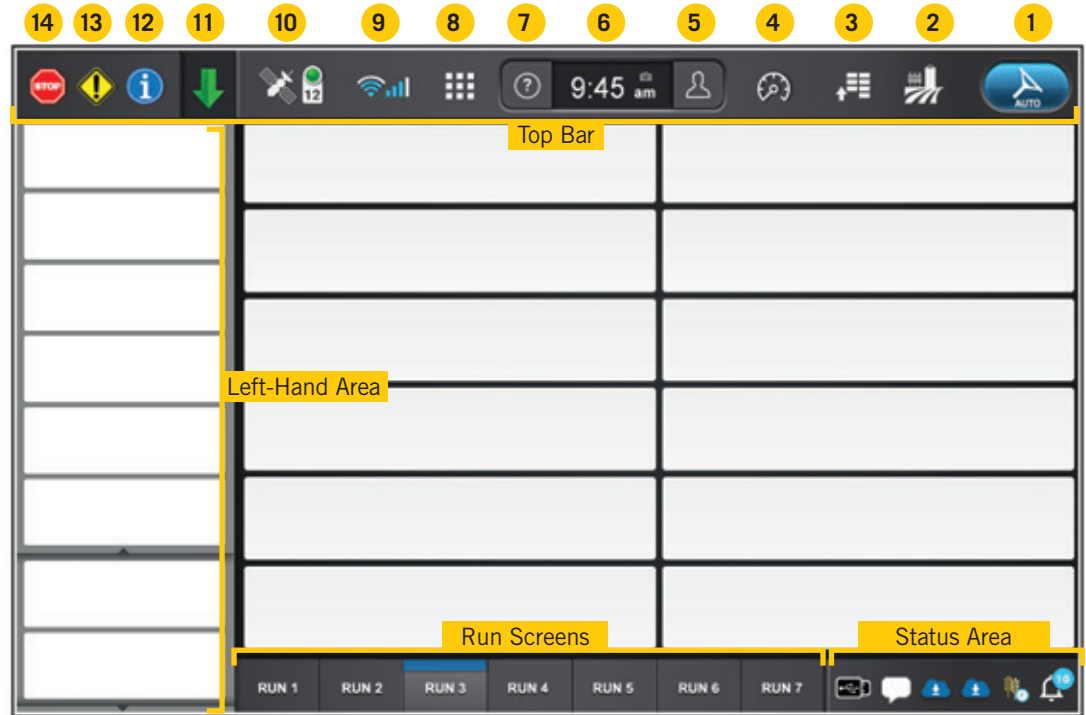 14 13 12 11 10 9 8 7 6 5 4 3 2 1
STOP ! i 12 ? 9:45 am AUTO
Top Bar
Left-Hand Area
Run Screens Status Area
RUN 1 RUN 2 RUN 3 RUN 4 RUN 5 RUN 6 RUN 7 10